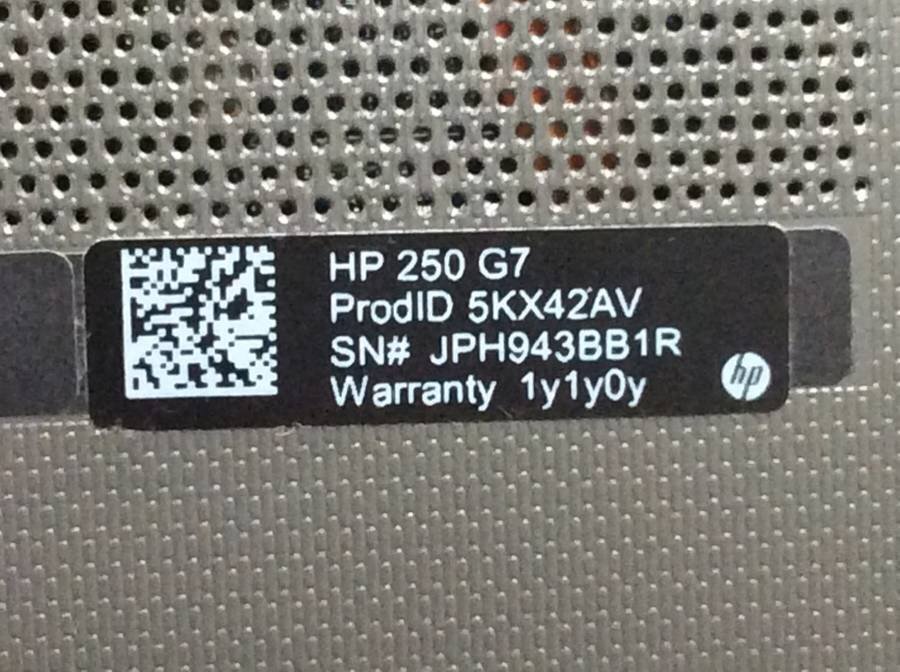 HP 250 G7
ProdID 5KX42AV
SN# JPH943BB1R
Warranty 1y1y0y
hp